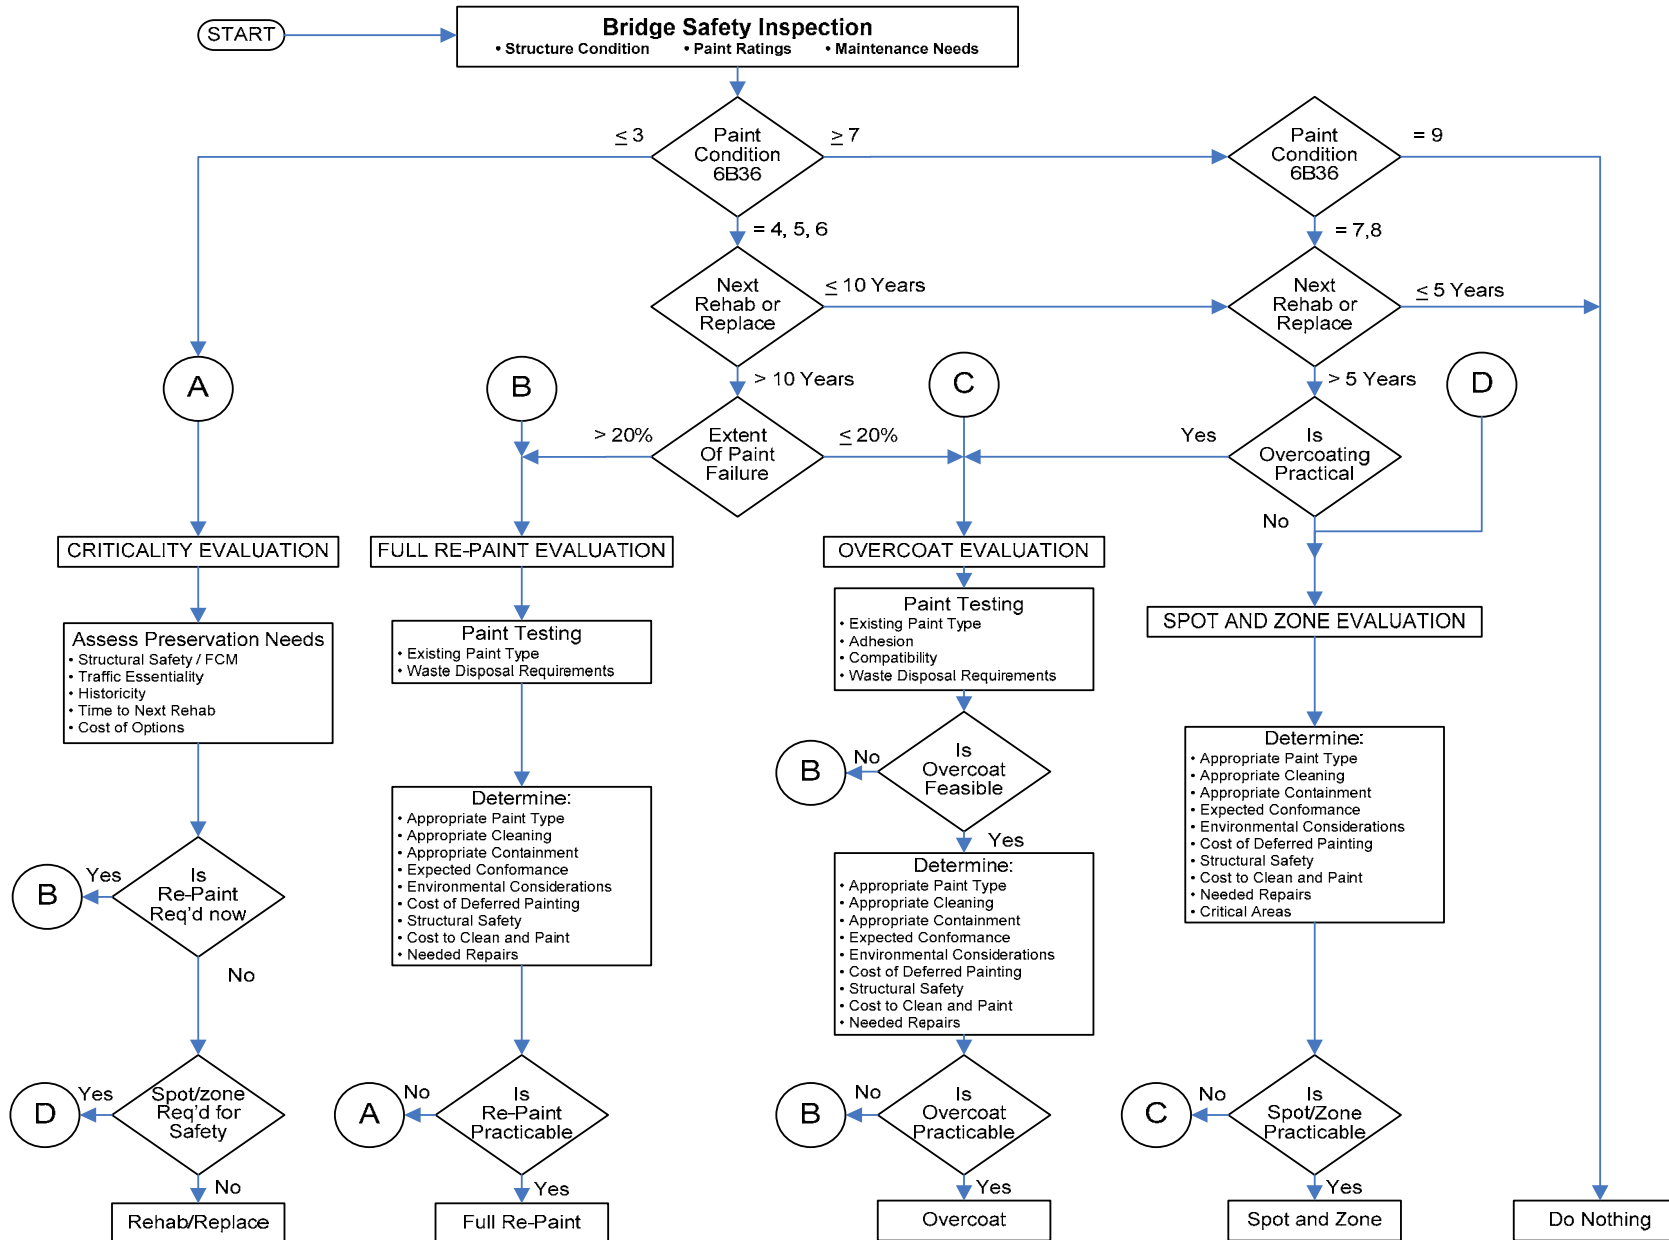 START
Bridge Safety Inspection
• Structure Condition • Paint Ratings • Maintenance Needs
Paint
Condition
6B36
≤ 3
≥ 7
= 4, 5, 6
Paint
Condition
6B36
= 9
= 7,8
Next
Rehab or
Replace
≤ 10 Years
> 10 Years
Next
Rehab or
Replace
≤ 5 Years
> 5 Years
A
B
C
D
Extent
Of Paint
Failure
> 20%
≤ 20%
Is
Overcoating
Practical
Yes
No
CRITICALITY EVALUATION
Assess Preservation Needs
• Structural Safety / FCM
• Traffic Essentiality
• Historicity
• Time to Next Rehab
• Cost of Options
Is
Re-Paint
Req'd now
Yes
B
No
Spot/zone
Req'd for
Safety
Yes
D
No
Rehab/Replace
FULL RE-PAINT EVALUATION
Paint Testing
• Existing Paint Type
• Waste Disposal Requirements
Determine:
• Appropriate Paint Type
• Appropriate Cleaning
• Appropriate Containment
• Expected Conformance
• Environmental Considerations
• Cost of Deferred Painting
• Structural Safety
• Cost to Clean and Paint
• Needed Repairs
Is
Re-Paint
Practicable
No
A
Yes
Full Re-Paint
OVERCOAT EVALUATION
Paint Testing
• Existing Paint Type
• Adhesion
• Compatibility
• Waste Disposal Requirements
Is
Overcoat
Feasible
No
B
Yes
Determine:
• Appropriate Paint Type
• Appropriate Cleaning
• Appropriate Containment
• Expected Conformance
• Environmental Considerations
• Cost of Deferred Painting
• Structural Safety
• Cost to Clean and Paint
• Needed Repairs
Is
Overcoat
Practicable
No
B
Yes
Overcoat
SPOT AND ZONE EVALUATION
Determine:
• Appropriate Paint Type
• Appropriate Cleaning
• Appropriate Containment
• Expected Conformance
• Environmental Considerations
• Cost of Deferred Painting
• Structural Safety
• Cost to Clean and Paint
• Needed Repairs
• Critical Areas
Is
Spot/Zone
Practicable
No
C
Yes
Spot and Zone
Do Nothing